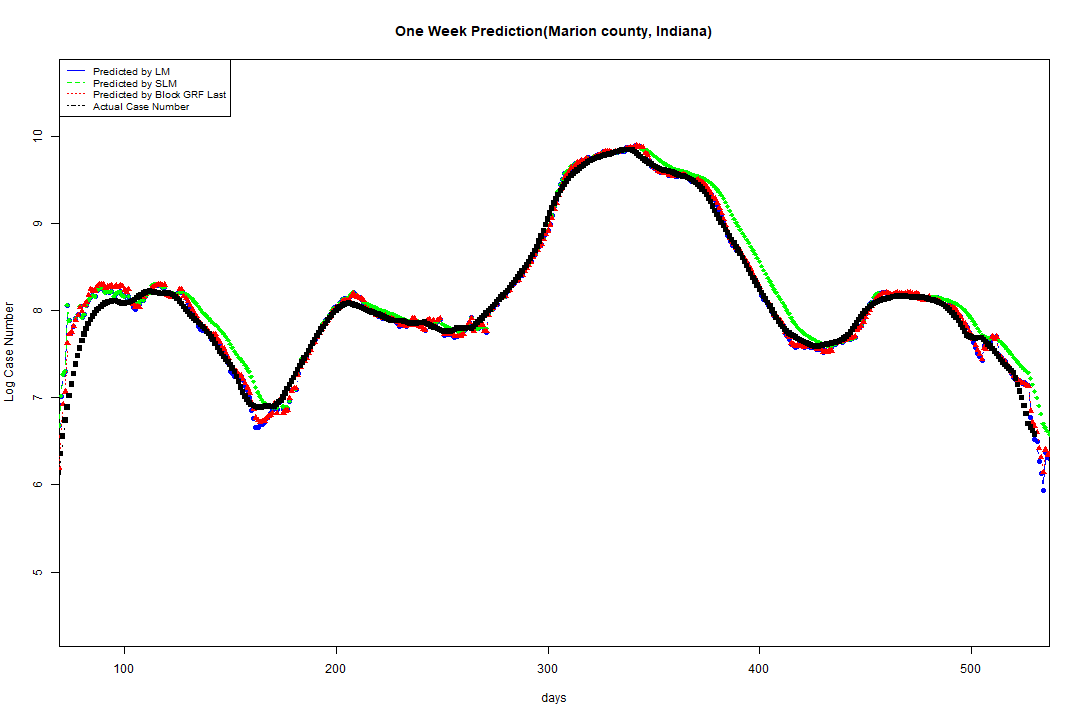 One Week Prediction(Marion county, Indiana)
Predicted by LM
Predicted by SLM
Predicted by Block GRF Last
Actual Case Number
10
9
8
7
6
5
Log Case Number
100 200 300 400 500
days